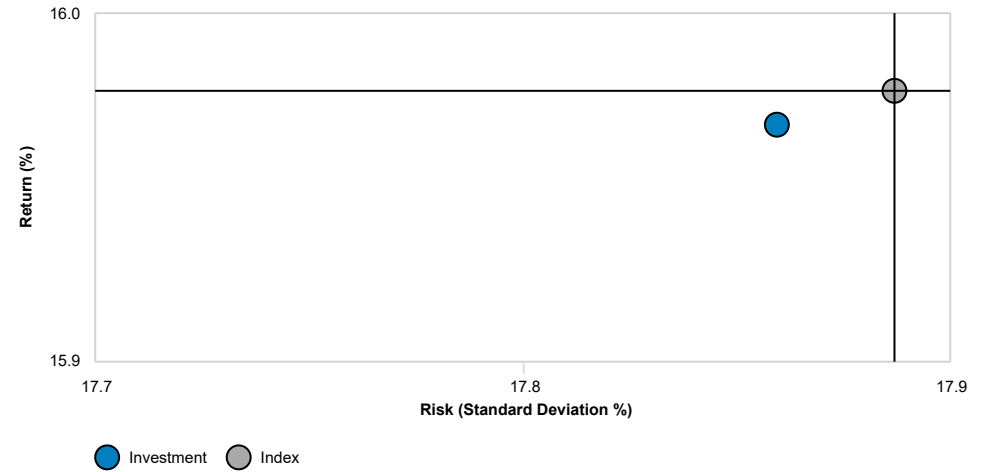 16.0
Return (%)
15.9
17.7 17.8 17.9
Risk (Standard Deviation %)
Investment Index